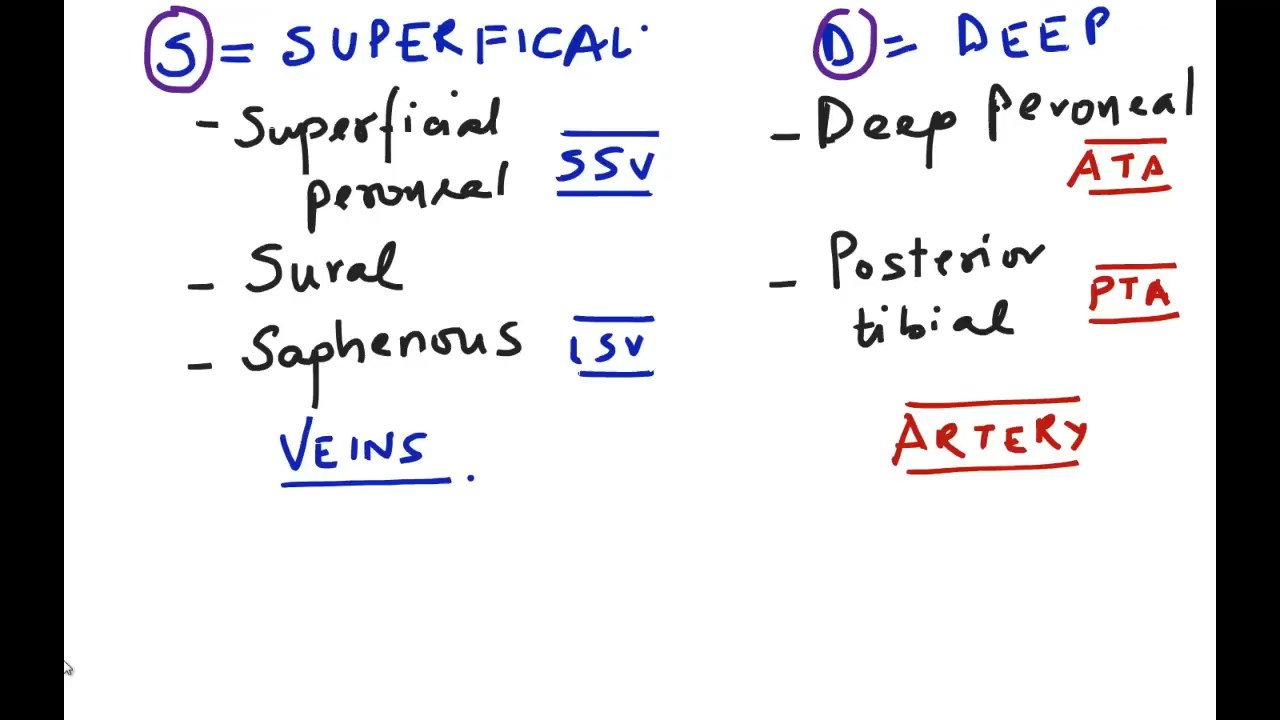 S = SUPERFICAL
- Superficial
peroneal
SSV
- Sural
- Saphenous
LSV
VEINS.
D = DEEP
- Deep peroneal
ATA
- Posterior
tibial
PTA
ARTERY